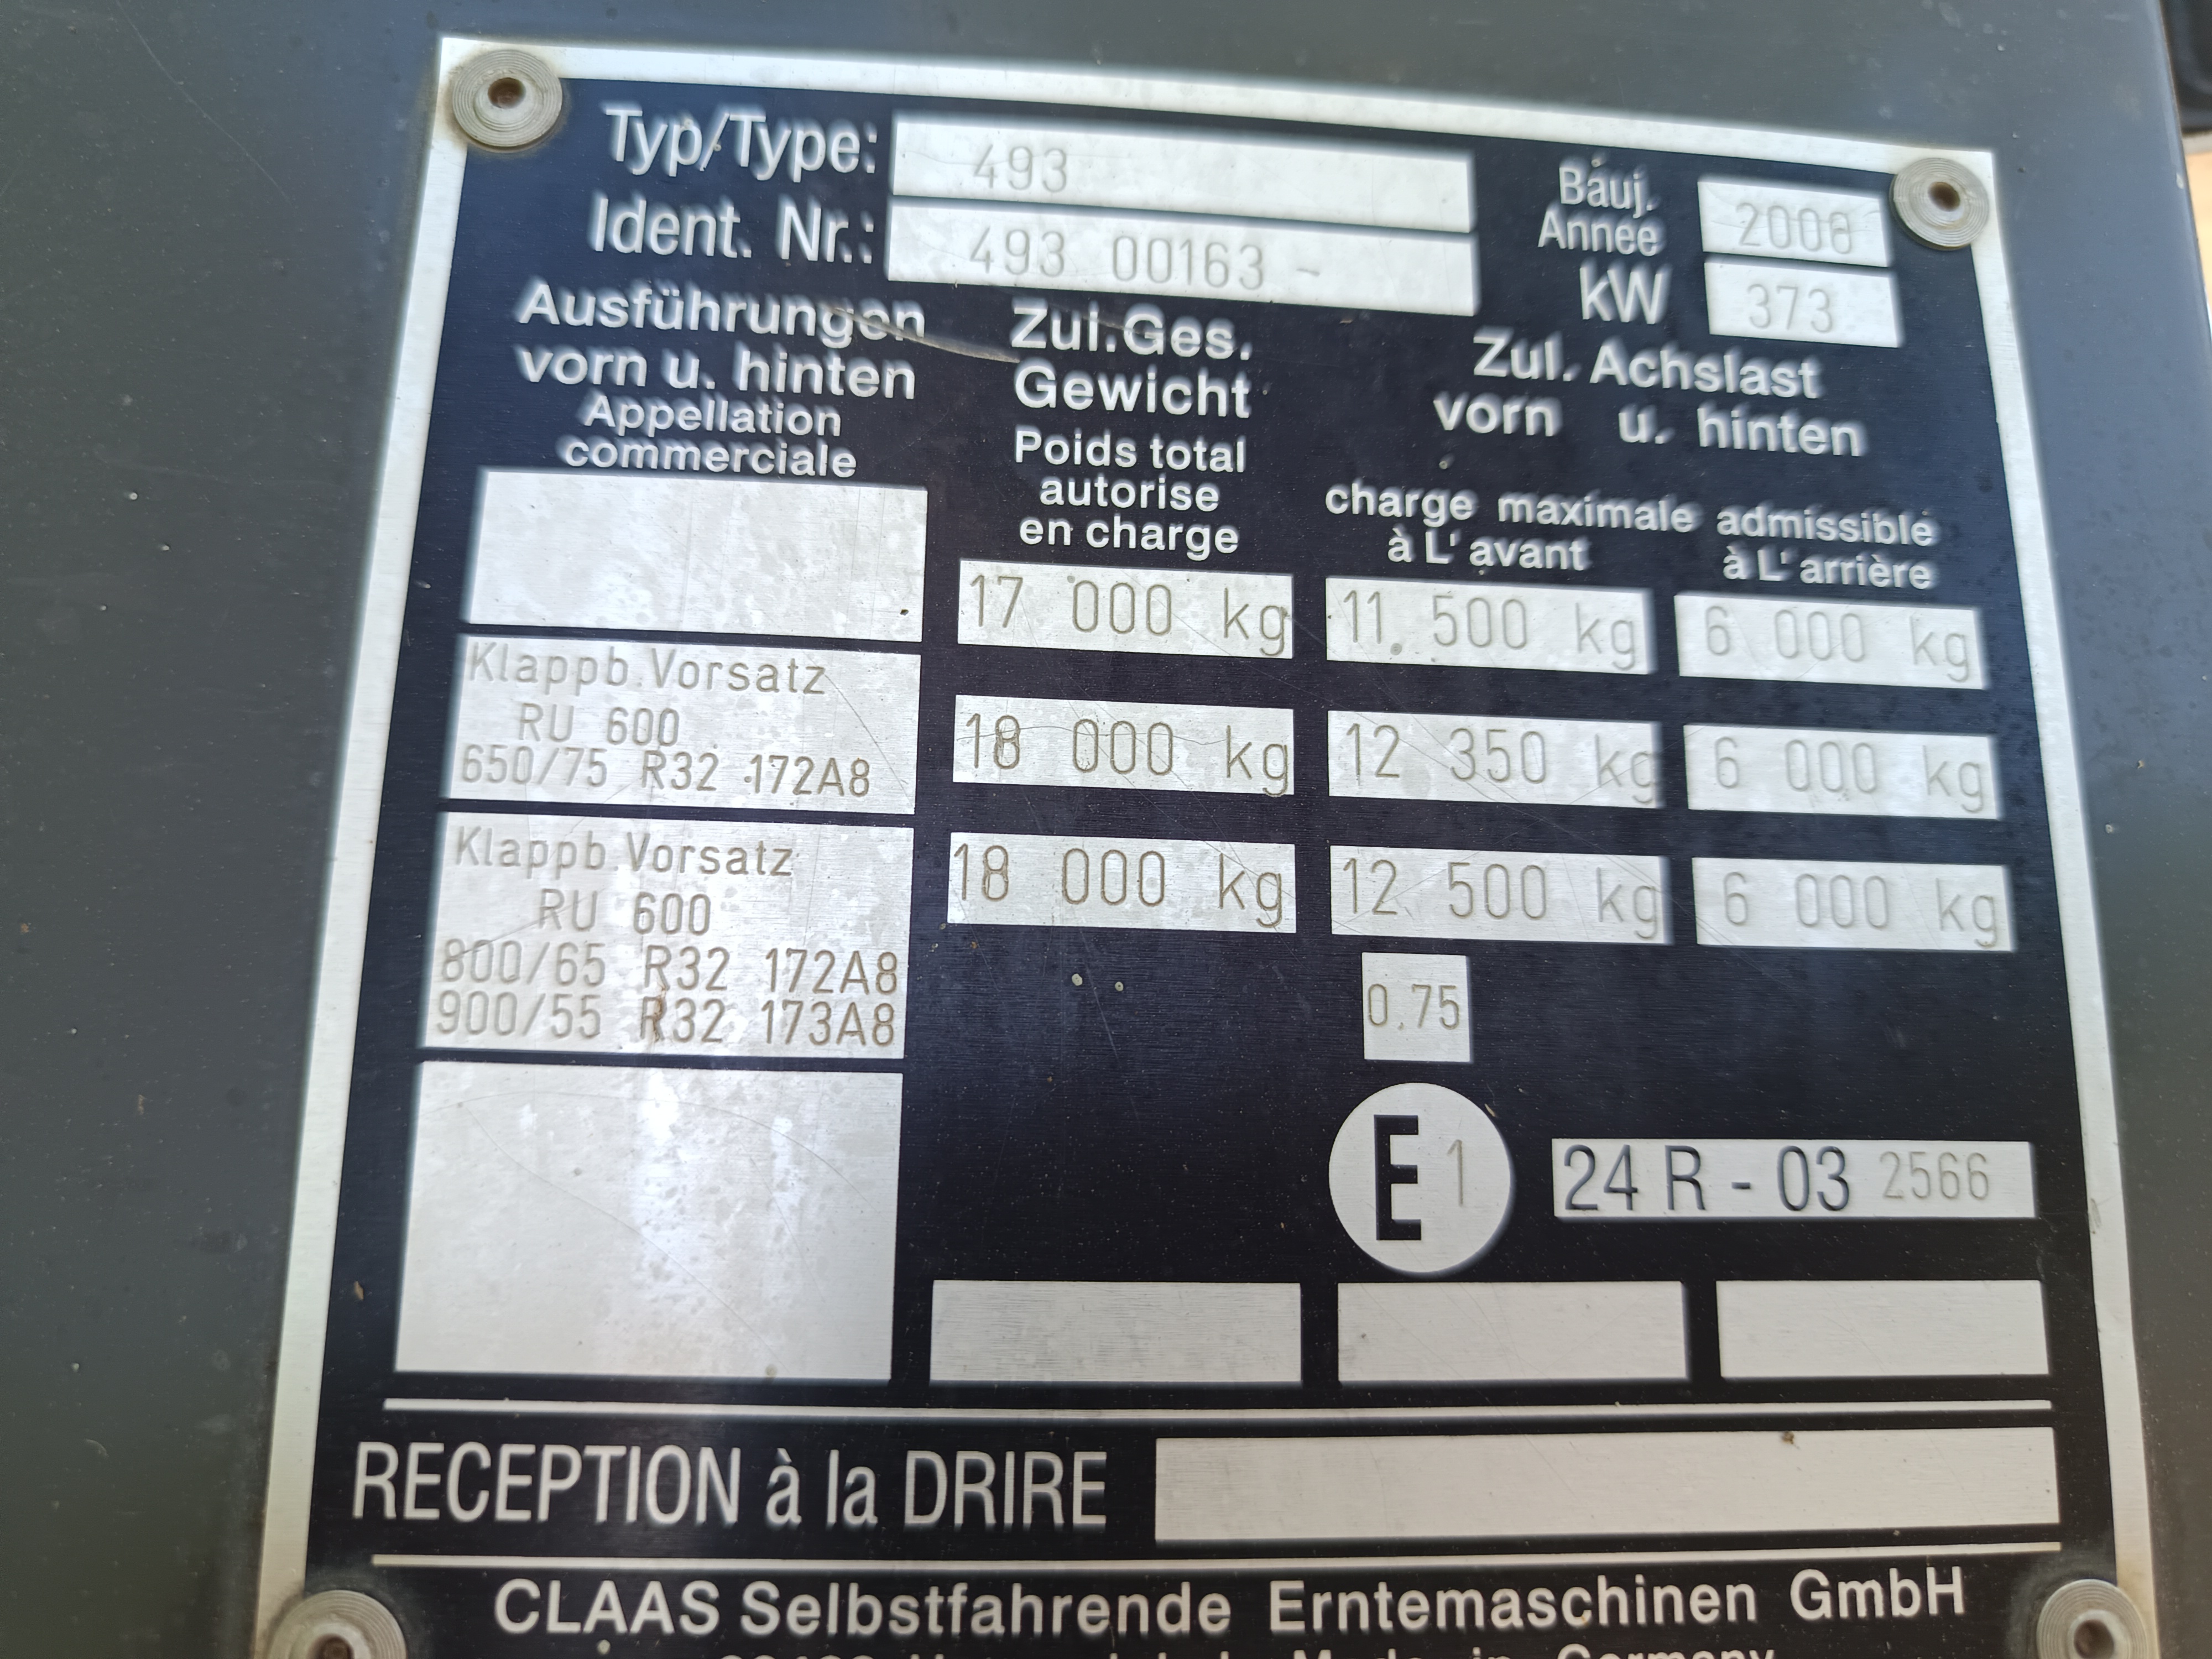 Typ/Type: 493
Bauj. Année 2008
Ident. Nr.: 493 00163 -
kW 373
Ausführungen
vorn u. hinten
Appellation
commerciale
Zul.Ges.
Gewicht
Poids total
autorise
en charge
Zul. Achslast
vorn u. hinten
charge maximale admissible
à L' avant à L' arrière
17 000 kg 11. 500 kg 6 000 kg
Klappb.Vorsatz
RU 600
650/75 R32 172A8
18 000 kg 12 350 kg 6 000 kg
Klappb.Vorsatz
RU 600
800/65 R32 172A8
900/55 R32 173A8
18 000 kg 12 500 kg 6 000 kg
0.75
E 1 24 R - 03 2566
RECEPTION à la DRIRE
CLAAS Selbstfahrende Erntemaschinen GmbH
Made in Germany